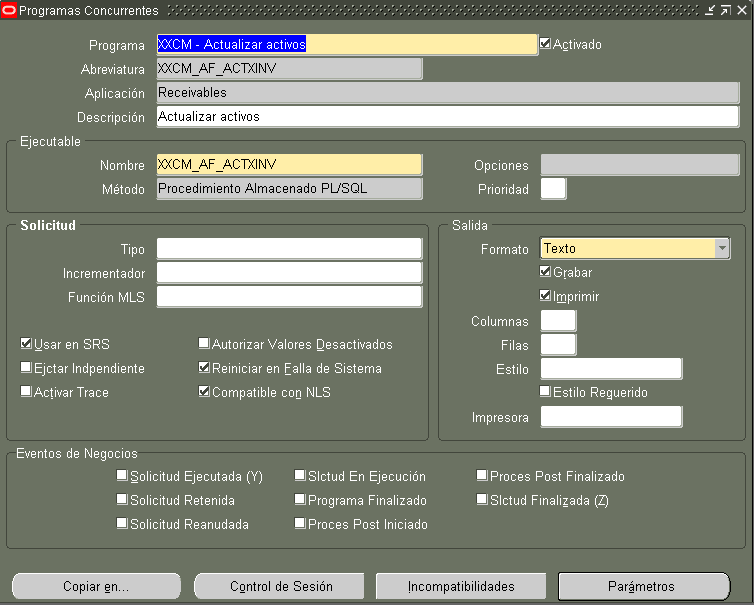 Programas Concurrentes
Programa XXCM - Actualizar activos Activado
Abreviatura XXCM_AF_ACTXINV
Aplicación Receivables
Descripción Actualizar activos
Ejecutable
Nombre XXCM_AF_ACTXINV Opciones
Método Procedimiento Almacenado PL/SQL Prioridad
Solicitud Salida
Tipo Formato Texto
Incrementador Grabar
Función MLS Imprimir
Columnas
Usar en SRS Autorizar Valores Desactivados Filas
Ejctar Indpendiente Reiniciar en Falla de Sistema Estilo
Activar Trace Compatible con NLS Estilo Requerido
Impresora
Eventos de Negocios
Solicitud Ejecutada (Y) Slctud En Ejecución Proces Post Finalizado
Solicitud Retenida Programa Finalizado Slctud Finalizada (Z)
Solicitud Reanudada Proces Post Iniciado
Copiar en... Control de Sesión Incompatibilidades Parámetros